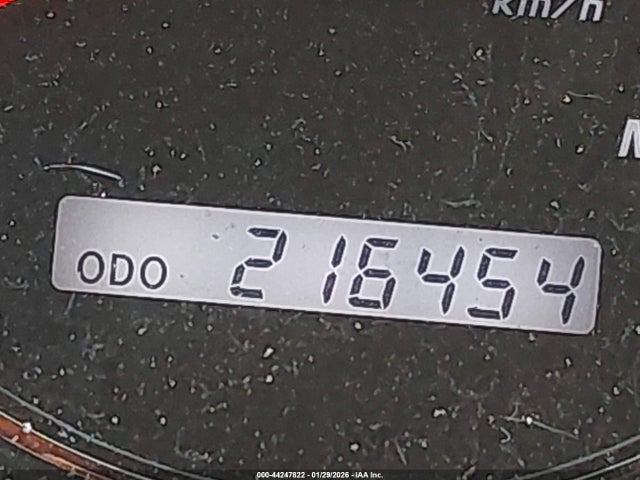 km/h
M
ODO 216454
000-44247822 - 01/29/2026 - IAA Inc.